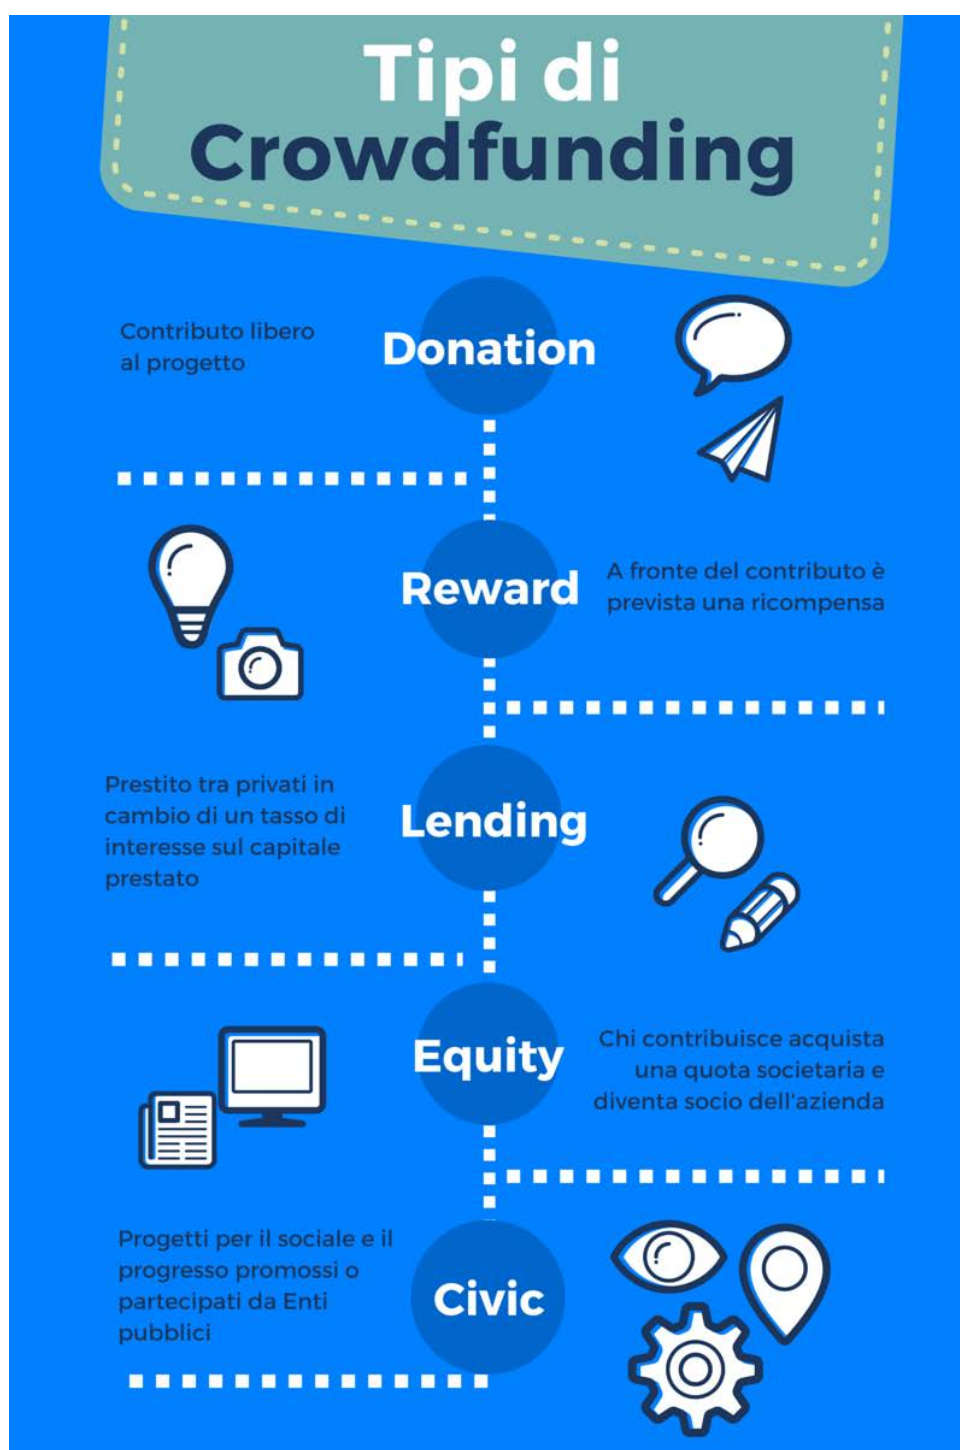 Tipi di
Crowdfunding
Contributo libero
al progetto
Donation
Reward
A fronte del contributo è
prevista una ricompensa
Prestito tra privati in
cambio di un tasso di
interesse sul capitale
prestato
Lending
Equity
Chi contribuisce acquista
una quota societaria e
diventa socio dell'azienda
Progetti per il sociale e il
progresso promossi o
partecipati da Enti
pubblici
Civic